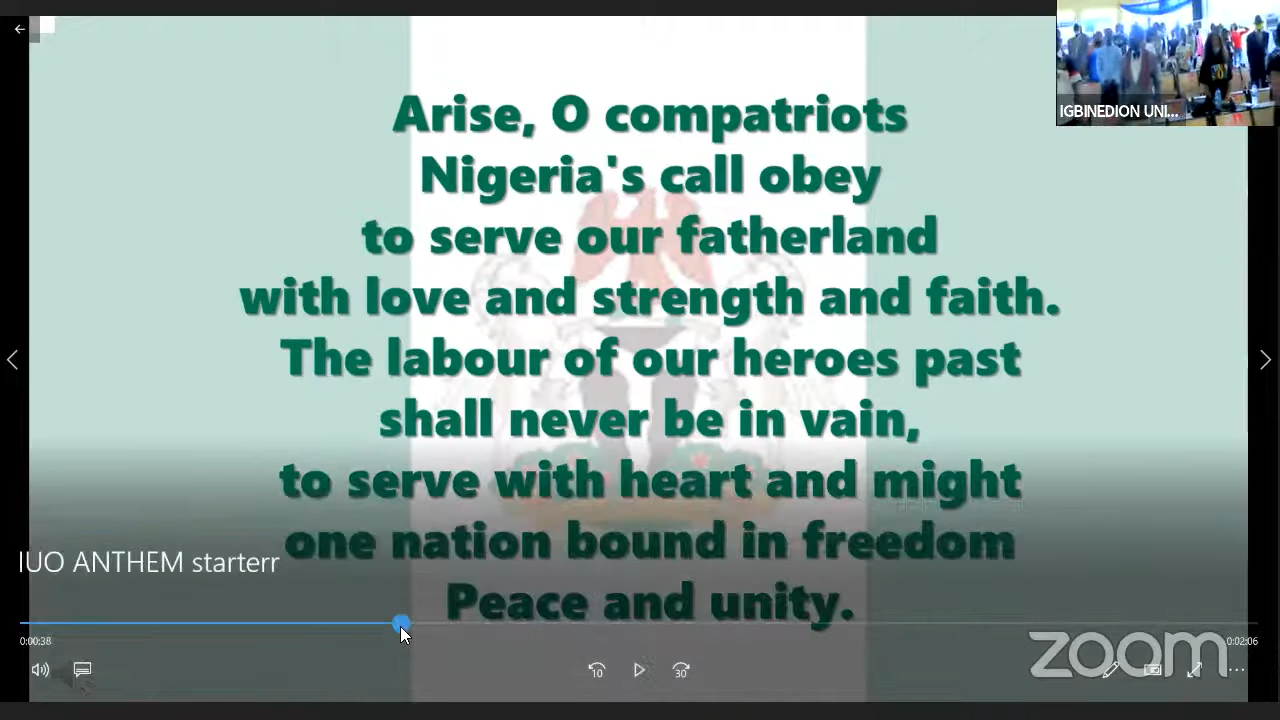 IGBINEDION UNI...
Arise, O compatriots
Nigeria's call obey
to serve our fatherland
with love and strength and faith.
The labour of our heroes past
shall never be in vain,
to serve with heart and might
one nation bound in freedom
Peace and unity.
IUO ANTHEM starterr
0:00:38
0:02:06
10
30
zoom